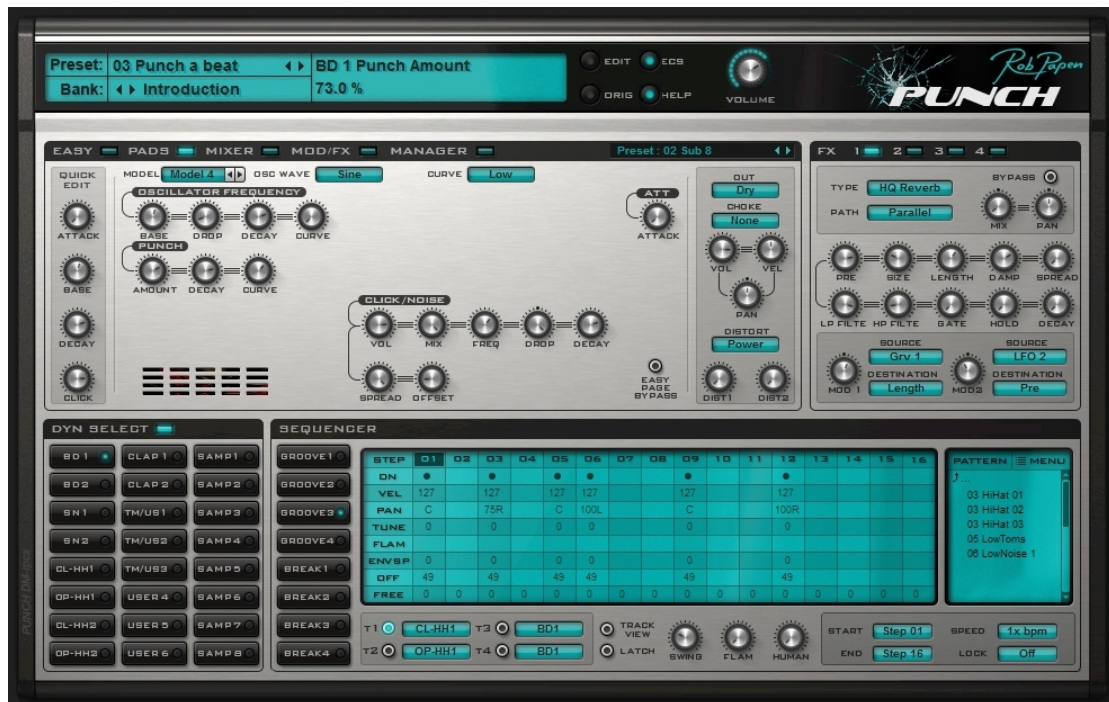 Preset: 03 Punch a beat BD 1 Punch Amount
Bank: Introduction 73.0 %
EDIT ECS
ORIG HELP
VOLUME
Rob Papen
PUNCH
EASY PADS MIXER MOD/FX MANAGER Preset : 02 Sub 8
FX 1 2 3 4
QUICK EDIT
ATTACK
BASE
DECAY
CLICK
MODEL Model 4 OSC WAVE Sine CURVE Low
OSCILLATOR FREQUENCY
BASE DROP DECAY CURVE
PUNCH
AMOUNT DECAY CURVE
CLICK/NOISE
VOL MIX FREQ DROP DECAY
SPREAD OFFSET
ATT
ATTACK
EASY PAGE BYPASS
OUT
Dry
CHOKE
None
VOL VEL
PAN
DISTORT
Power
DIST1 DIST2
TYPE HQ Reverb BYPASS
PATH Parallel MIX PAN
PRE SIZE LENGTH DAMP SPREAD
LP FILTE HP FILTE GATE HOLD DECAY
SOURCE SOURCE
Grv 1 LFO 2
DESTINATION DESTINATION
MOD 1 Length MOD2 Pre
DYN SELECT
BD1 CLAP 1 SAMP1
BD2 CLAP 2 SAMP2
SN1 TM/US1 SAMP3
SN2 TM/US2 SAMP4
CL-HH1 TM/US3 SAMP5
OP-HH1 USER4 SAMP6
CL-HH2 USER5 SAMP7
OP-HH2 USER6 SAMP8
SEQUENCER
GROOVE1
GROOVE2
GROOVE3
GROOVE4
BREAK1
BREAK2
BREAK3
BREAK4
STEP 01 02 03 04 05 06 07 08 09 10 11 12 13 14 15 16
ON
VEL 127 127 127 127 127 127
PAN C 75R C 100L C 100R
TUNE 0 0 0 0 0 0
FLAM
ENVSP 0 0 0 0 0 0
OFF 49 49 49 49 49 49
FREE 0 0 0 0 0 0 0 0 0 0 0 0 0 0 0 0
PATTERN MENU
...
03 HiHat 01
03 HiHat 02
03 HiHat 03
05 LowToms
06 LowNoise 1
T1 CL-HH1 T3 BD1
T2 OP-HH1 T4 BD1
TRACK VIEW
LATCH
SWING FLAM HUMAN
START Step 01 SPEED 1x bpm
END Step 16 LOCK Off